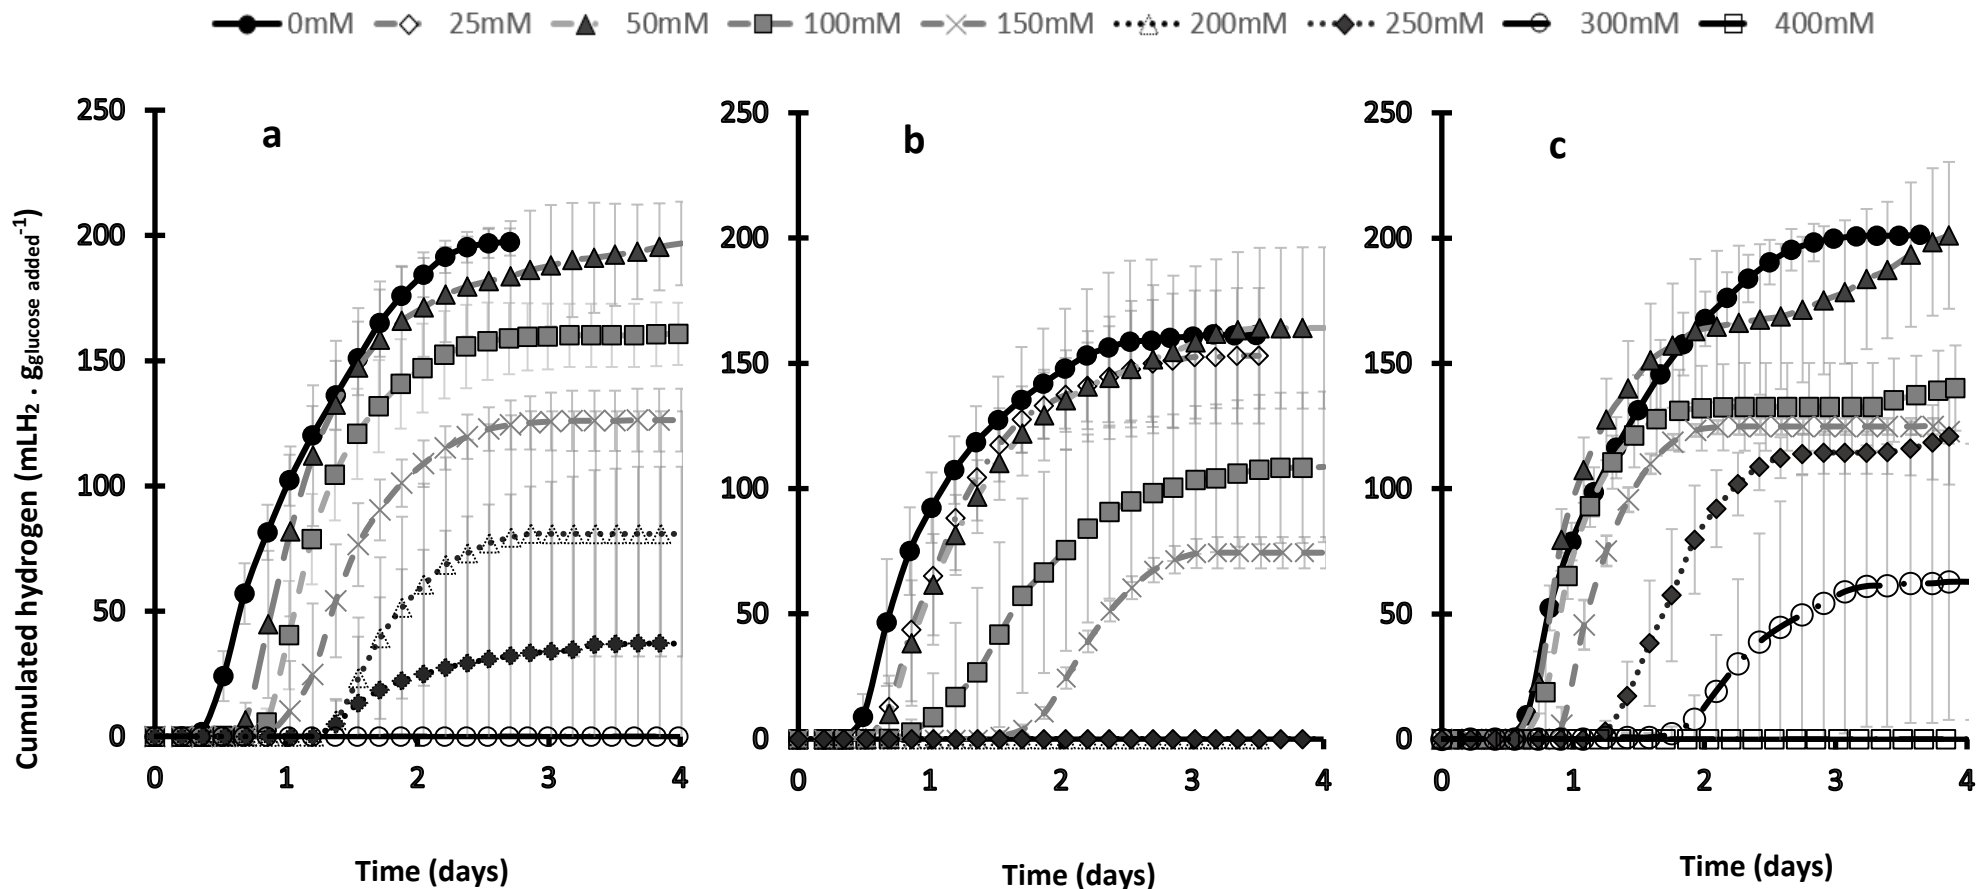 0mM 25mM 50mM 100mM 150mM 200mM 250mM 300mM 400mM
Cumulated hydrogen (mLH₂ · gglucose added⁻¹)
a
250
200
150
100
50
0
0 1 2 3 4
Time (days)
b
250
200
150
100
50
0
0 1 2 3 4
Time (days)
c
250
200
150
100
50
0
0 1 2 3 4
Time (days)